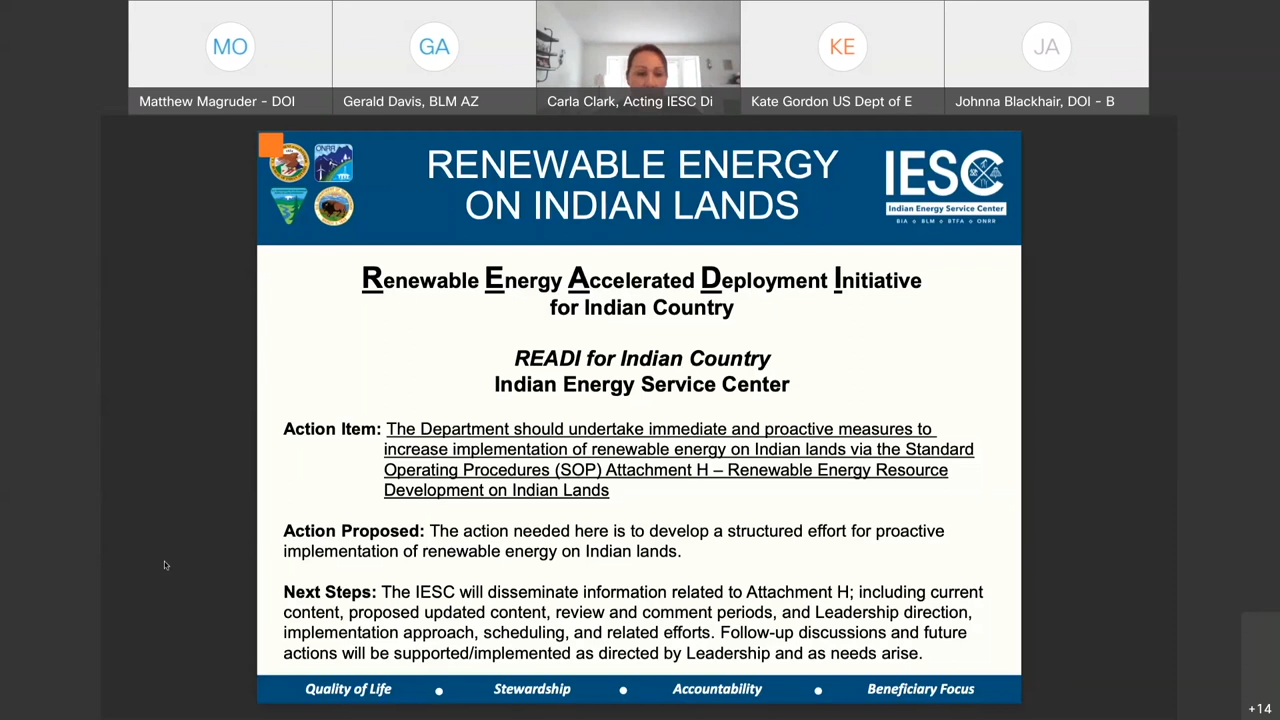 MO
GA
KE
JA
Matthew Magruder - DOI
Gerald Davis, BLM AZ
Carla Clark, Acting IESC Di
Kate Gordon US Dept of E
Johnna Blackhair, DOI - B
ONRR
RENEWABLE ENERGY
ON INDIAN LANDS
IESC
Indian Energy Service Center
BIA ⋄ BLM ⋄ BTFA ⋄ ONRR
Renewable Energy Accelerated Deployment Initiative
for Indian Country
READI for Indian Country
Indian Energy Service Center
Action Item: The Department should undertake immediate and proactive measures to
increase implementation of renewable energy on Indian lands via the Standard
Operating Procedures (SOP) Attachment H – Renewable Energy Resource
Development on Indian Lands
Action Proposed: The action needed here is to develop a structured effort for proactive
implementation of renewable energy on Indian lands.
Next Steps: The IESC will disseminate information related to Attachment H; including current
content, proposed updated content, review and comment periods, and Leadership direction,
implementation approach, scheduling, and related efforts. Follow-up discussions and future
actions will be supported/implemented as directed by Leadership and as needs arise.
Quality of Life • Stewardship • Accountability • Beneficiary Focus
+14